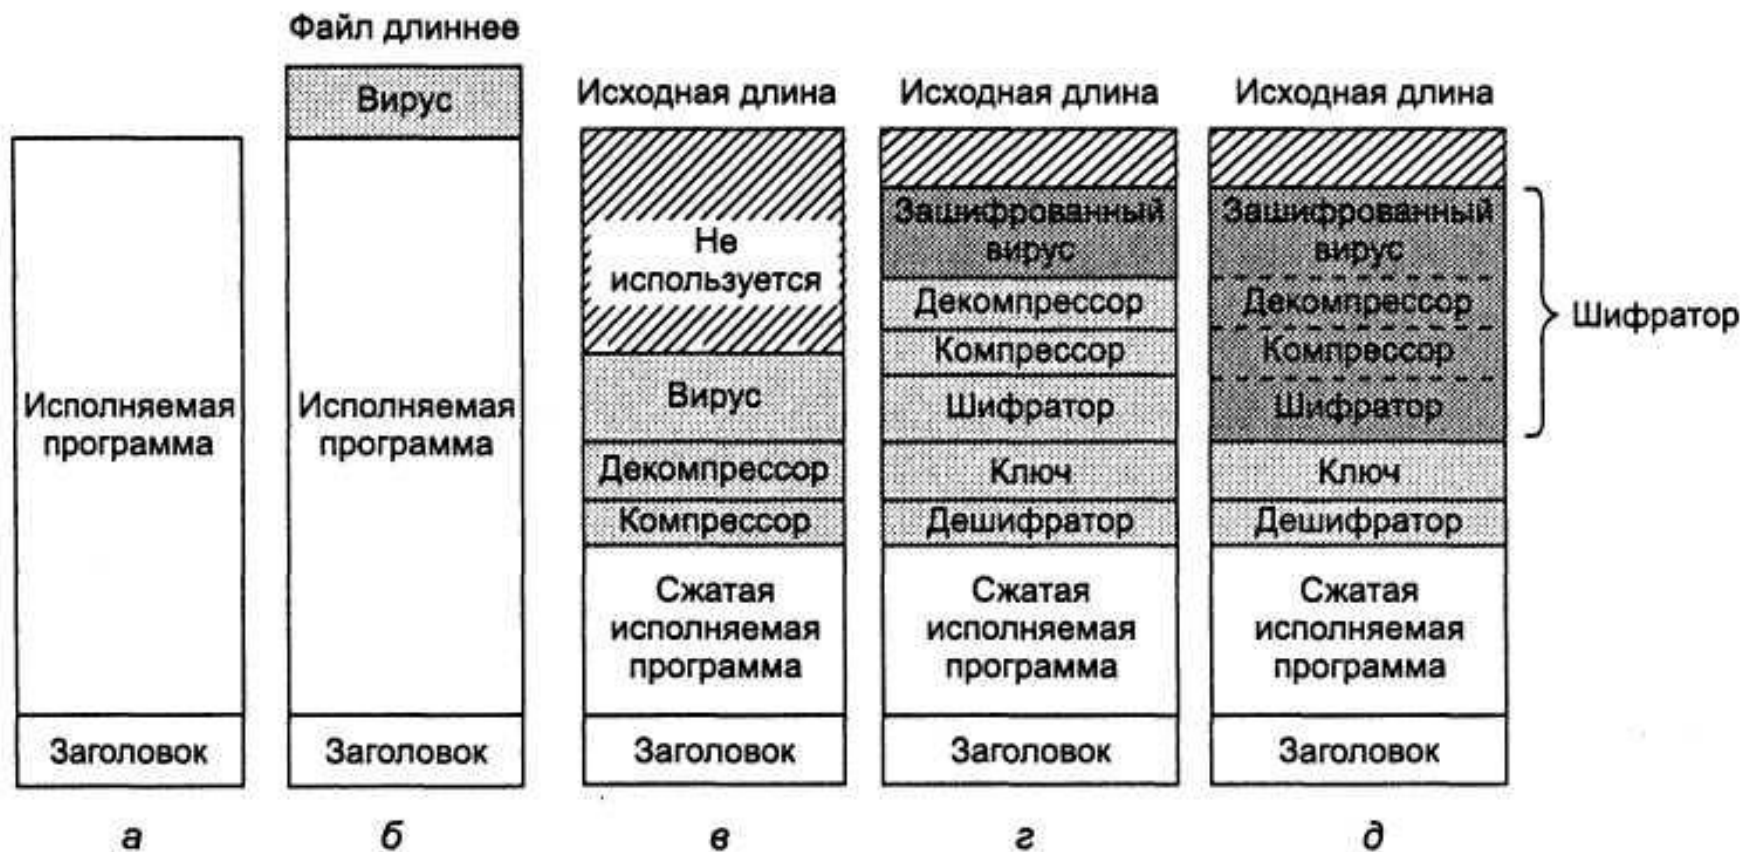 Файл длиннее
Вирус
Исполняемая
программа
Заголовок
а
Исполняемая
программа
Заголовок
б
Исходная длина
Не
используется
Вирус
Декомпрессор
Компрессор
Сжатая
исполняемая
программа
Заголовок
в
Исходная длина
Зашифрованный
вирус
Декомпрессор
Компрессор
Шифратор
Ключ
Дешифратор
Сжатая
исполняемая
программа
Заголовок
г
Исходная длина
Зашифрованный
вирус
Декомпрессор
Компрессор
Шифратор
Ключ
Дешифратор
Сжатая
исполняемая
программа
Заголовок
д
Шифратор